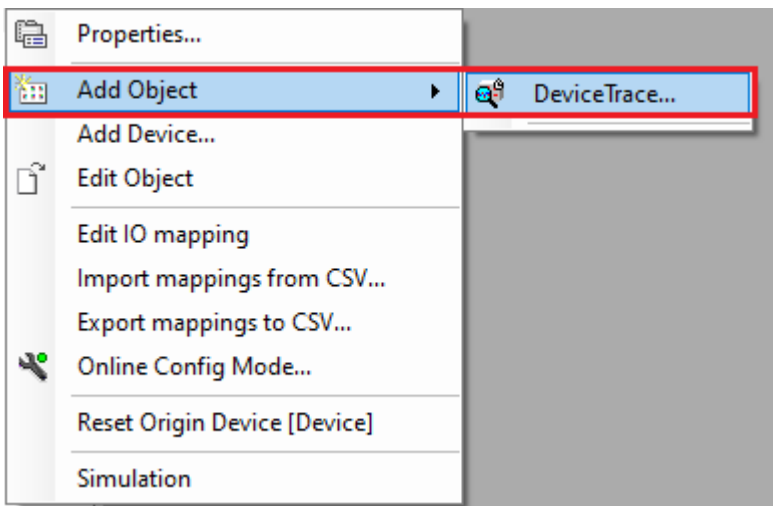 Properties...
Add Object
DeviceTrace...
Add Device...
Edit Object
Edit IO mapping
Import mappings from CSV...
Export mappings to CSV...
Online Config Mode...
Reset Origin Device [Device]
Simulation